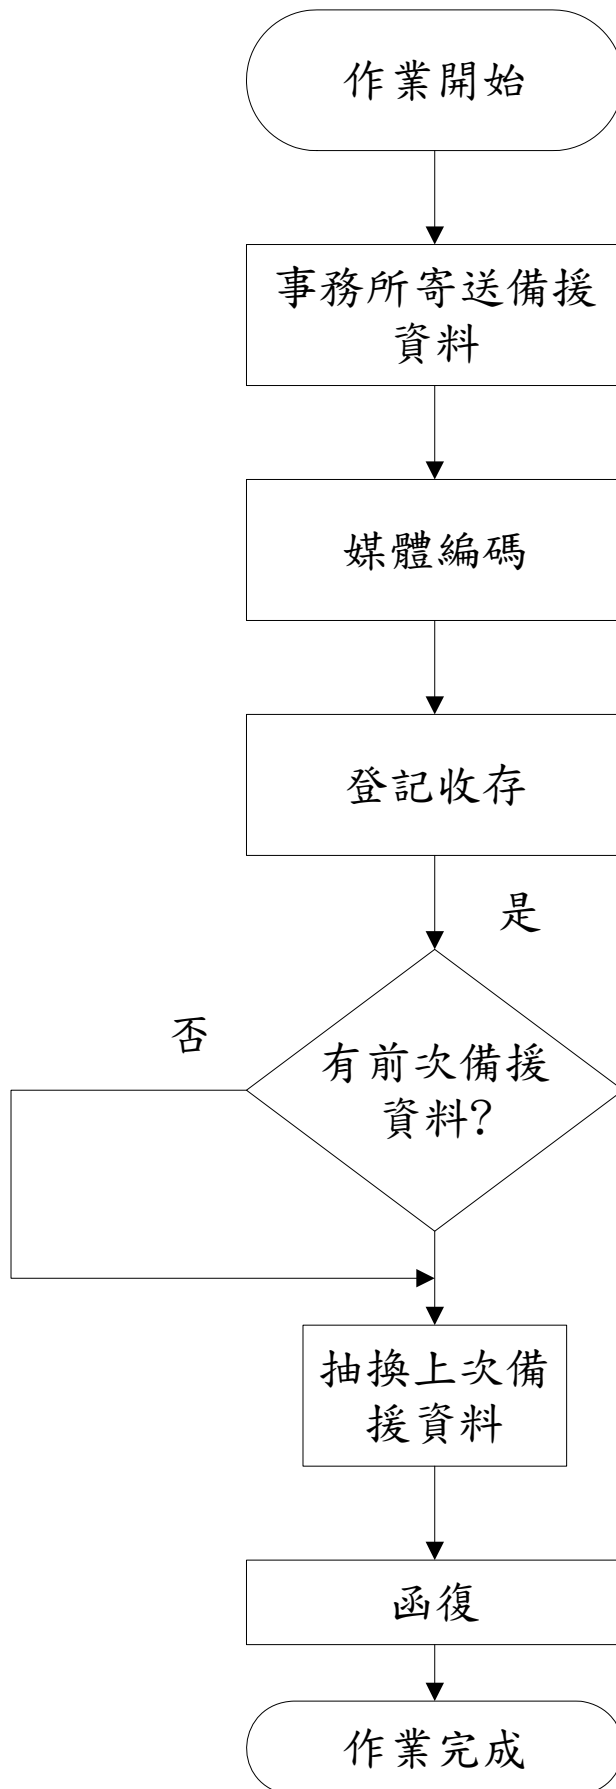 作業開始
事務所寄送備援
資料
媒體編碼
登記收存
是
否
有前次備援
資料?
抽換上次備
援資料
函復
作業完成